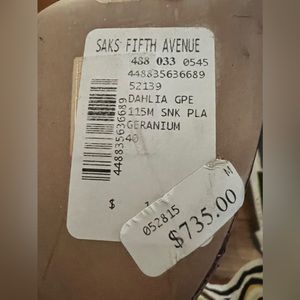 SAKS FIFTH AVENUE
488 033 0545
448835636689
52139
DAHLIA GPE
115M SNK PLA
GERANIUM
40
448835636689
$
M
052815
$735.00